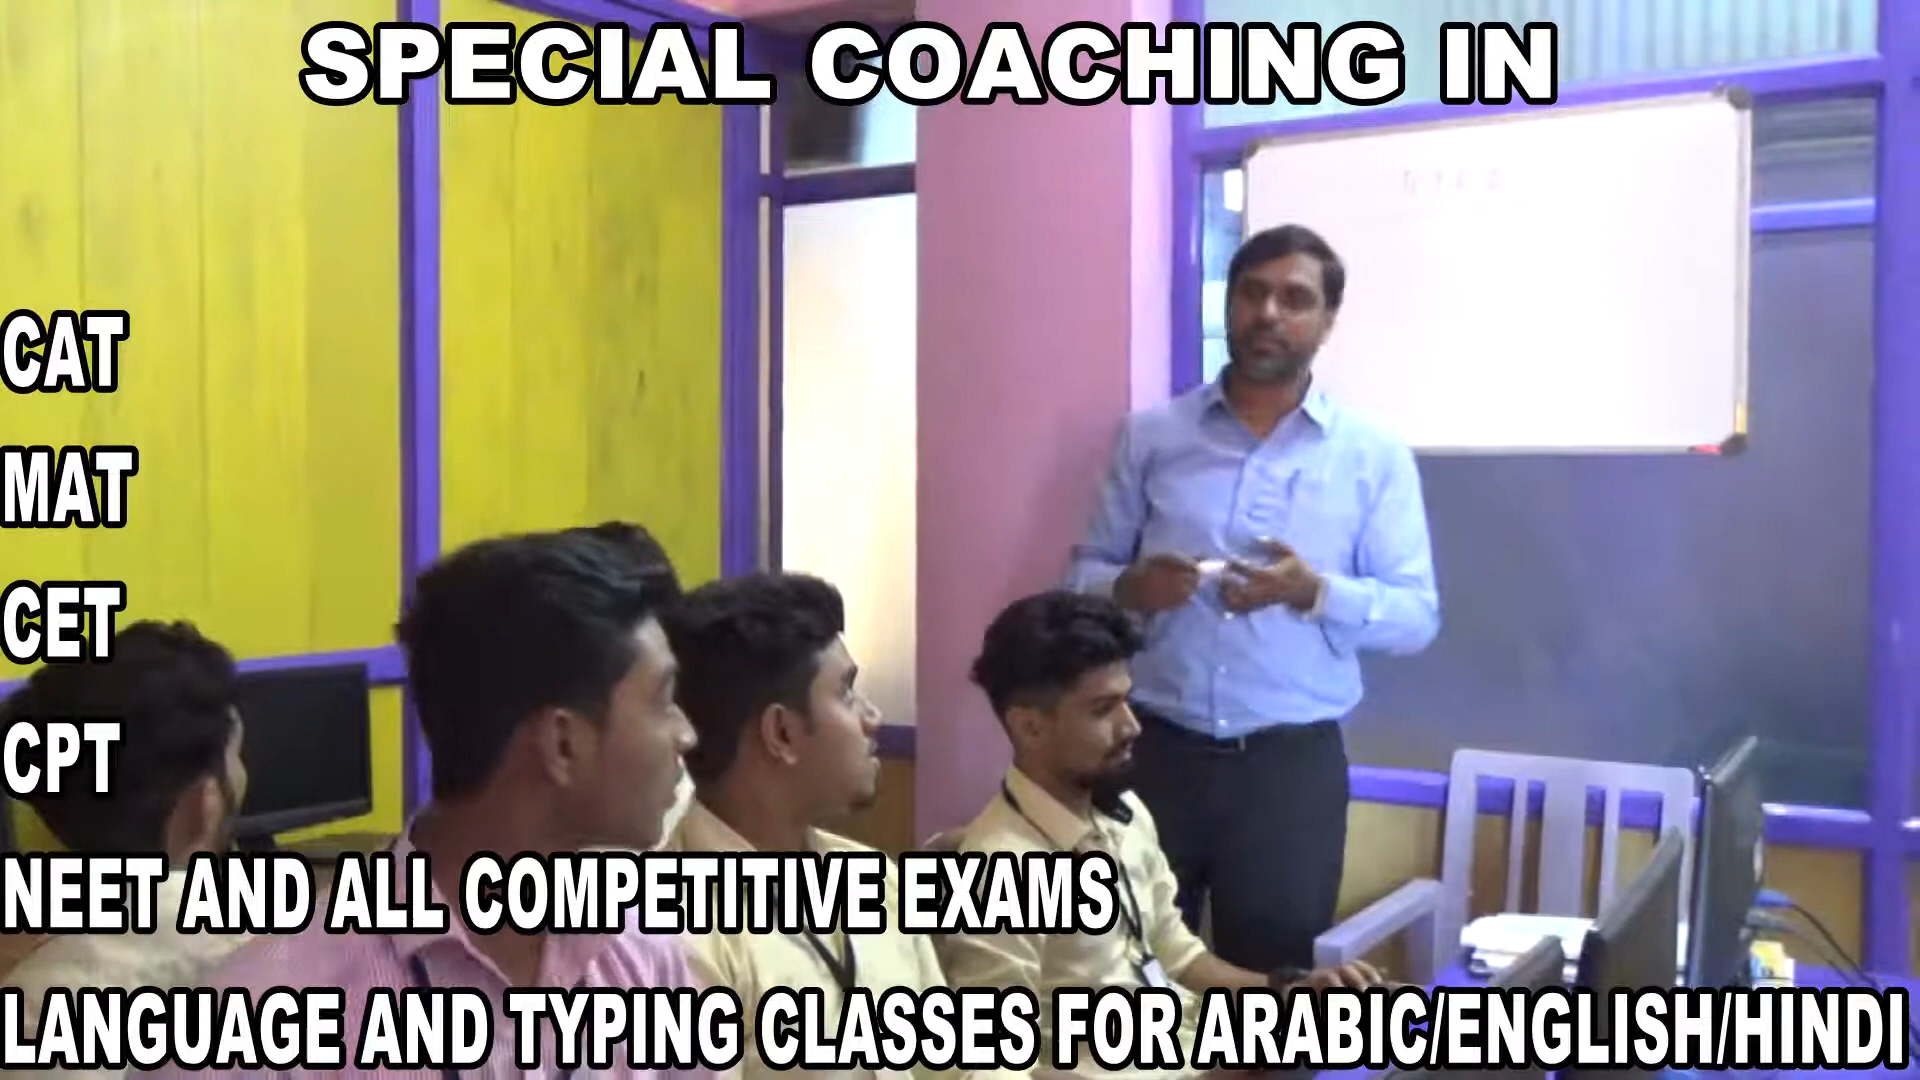 SPECIAL COACHING IN
CAT
MAT
CET
CPT
NEET AND ALL COMPETITIVE EXAMS
LANGUAGE AND TYPING CLASSES FOR ARABIC/ENGLISH/HINDI